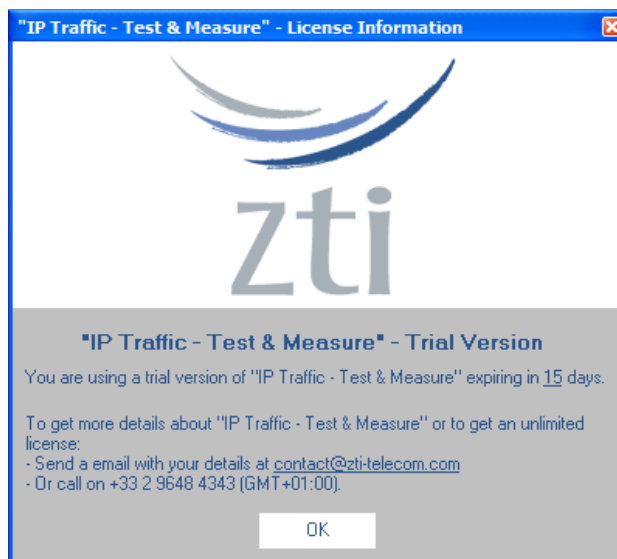 "IP Traffic - Test & Measure" - License Information
zti
"IP Traffic - Test & Measure" - Trial Version
You are using a trial version of "IP Traffic - Test & Measure" expiring in 15 days.
To get more details about "IP Traffic - Test & Measure" or to get an unlimited
license:
- Send a email with your details at contact@zti-telecom.com
- Or call on +33 2 9648 4343 (GMT+01:00).
OK